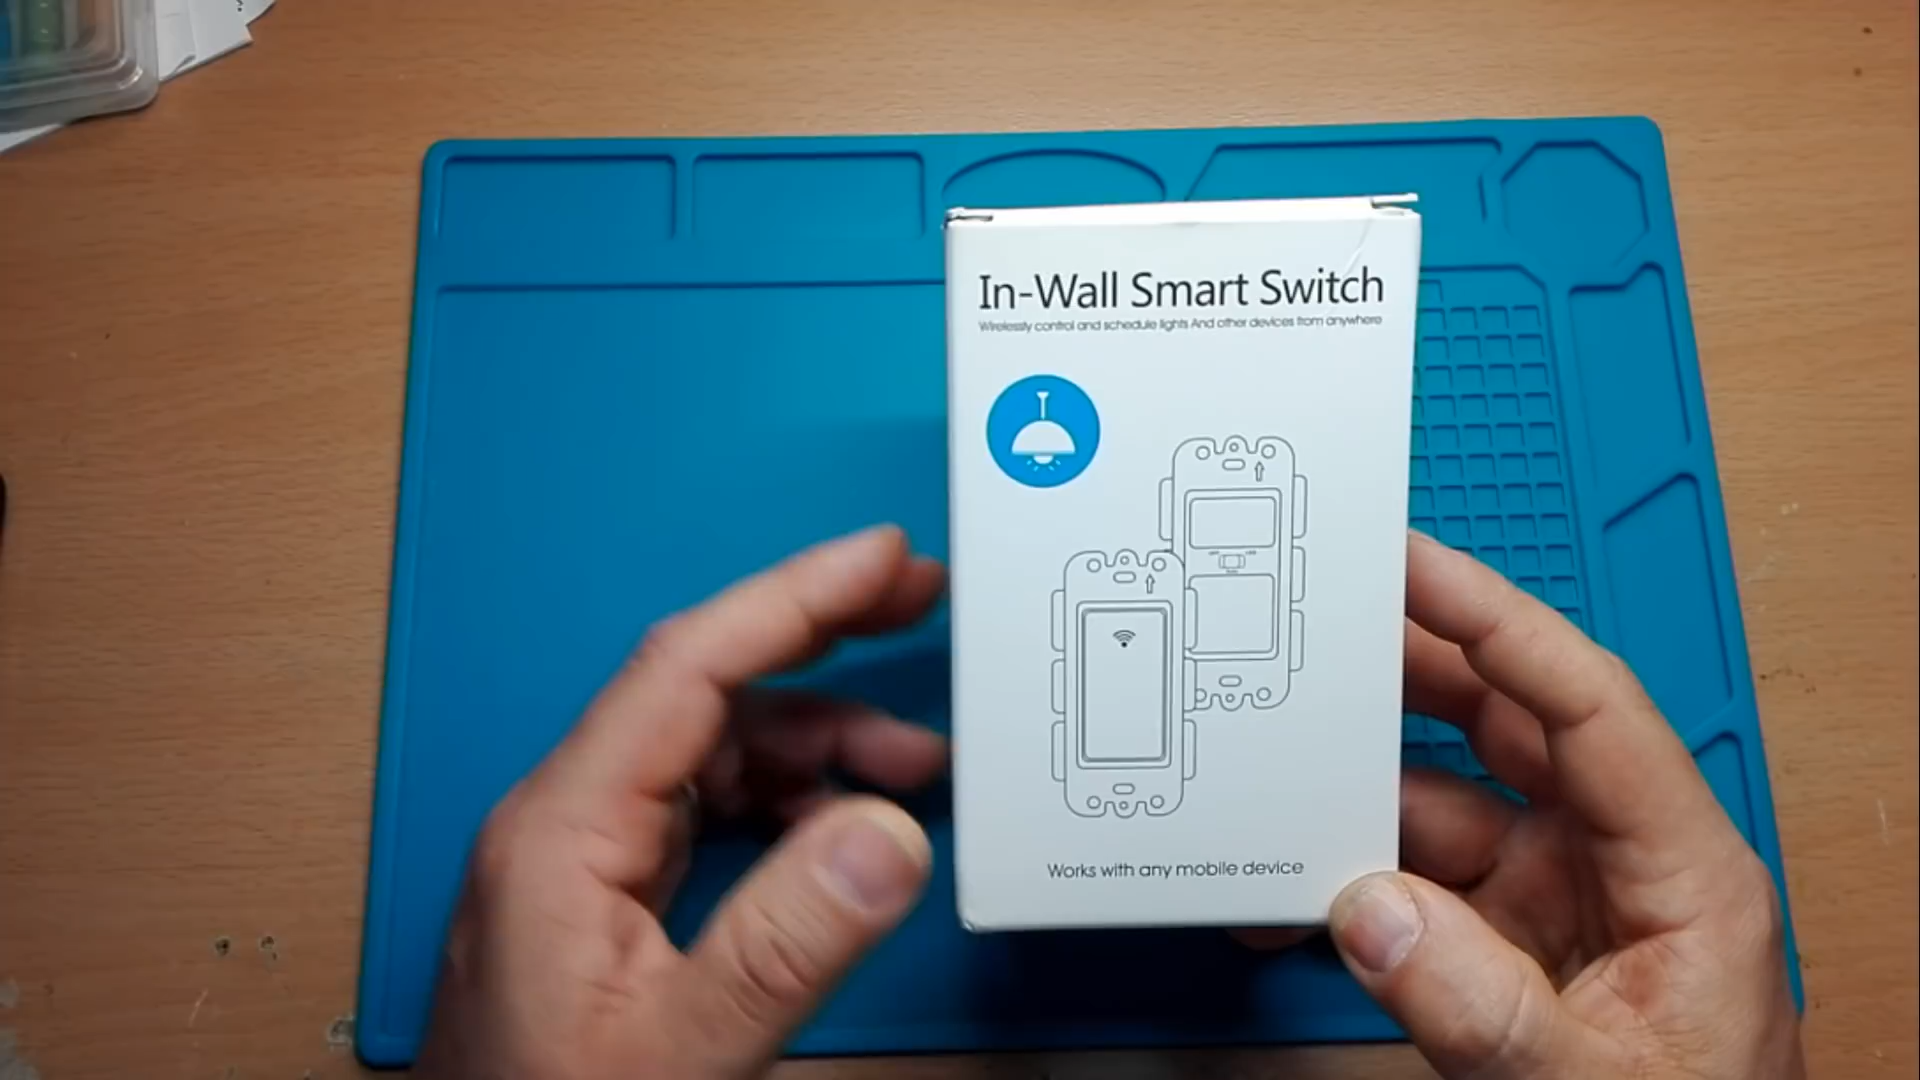 In-Wall Smart Switch
Wirelessly control and schedule lights And other devices from anywhere
Works with any mobile device